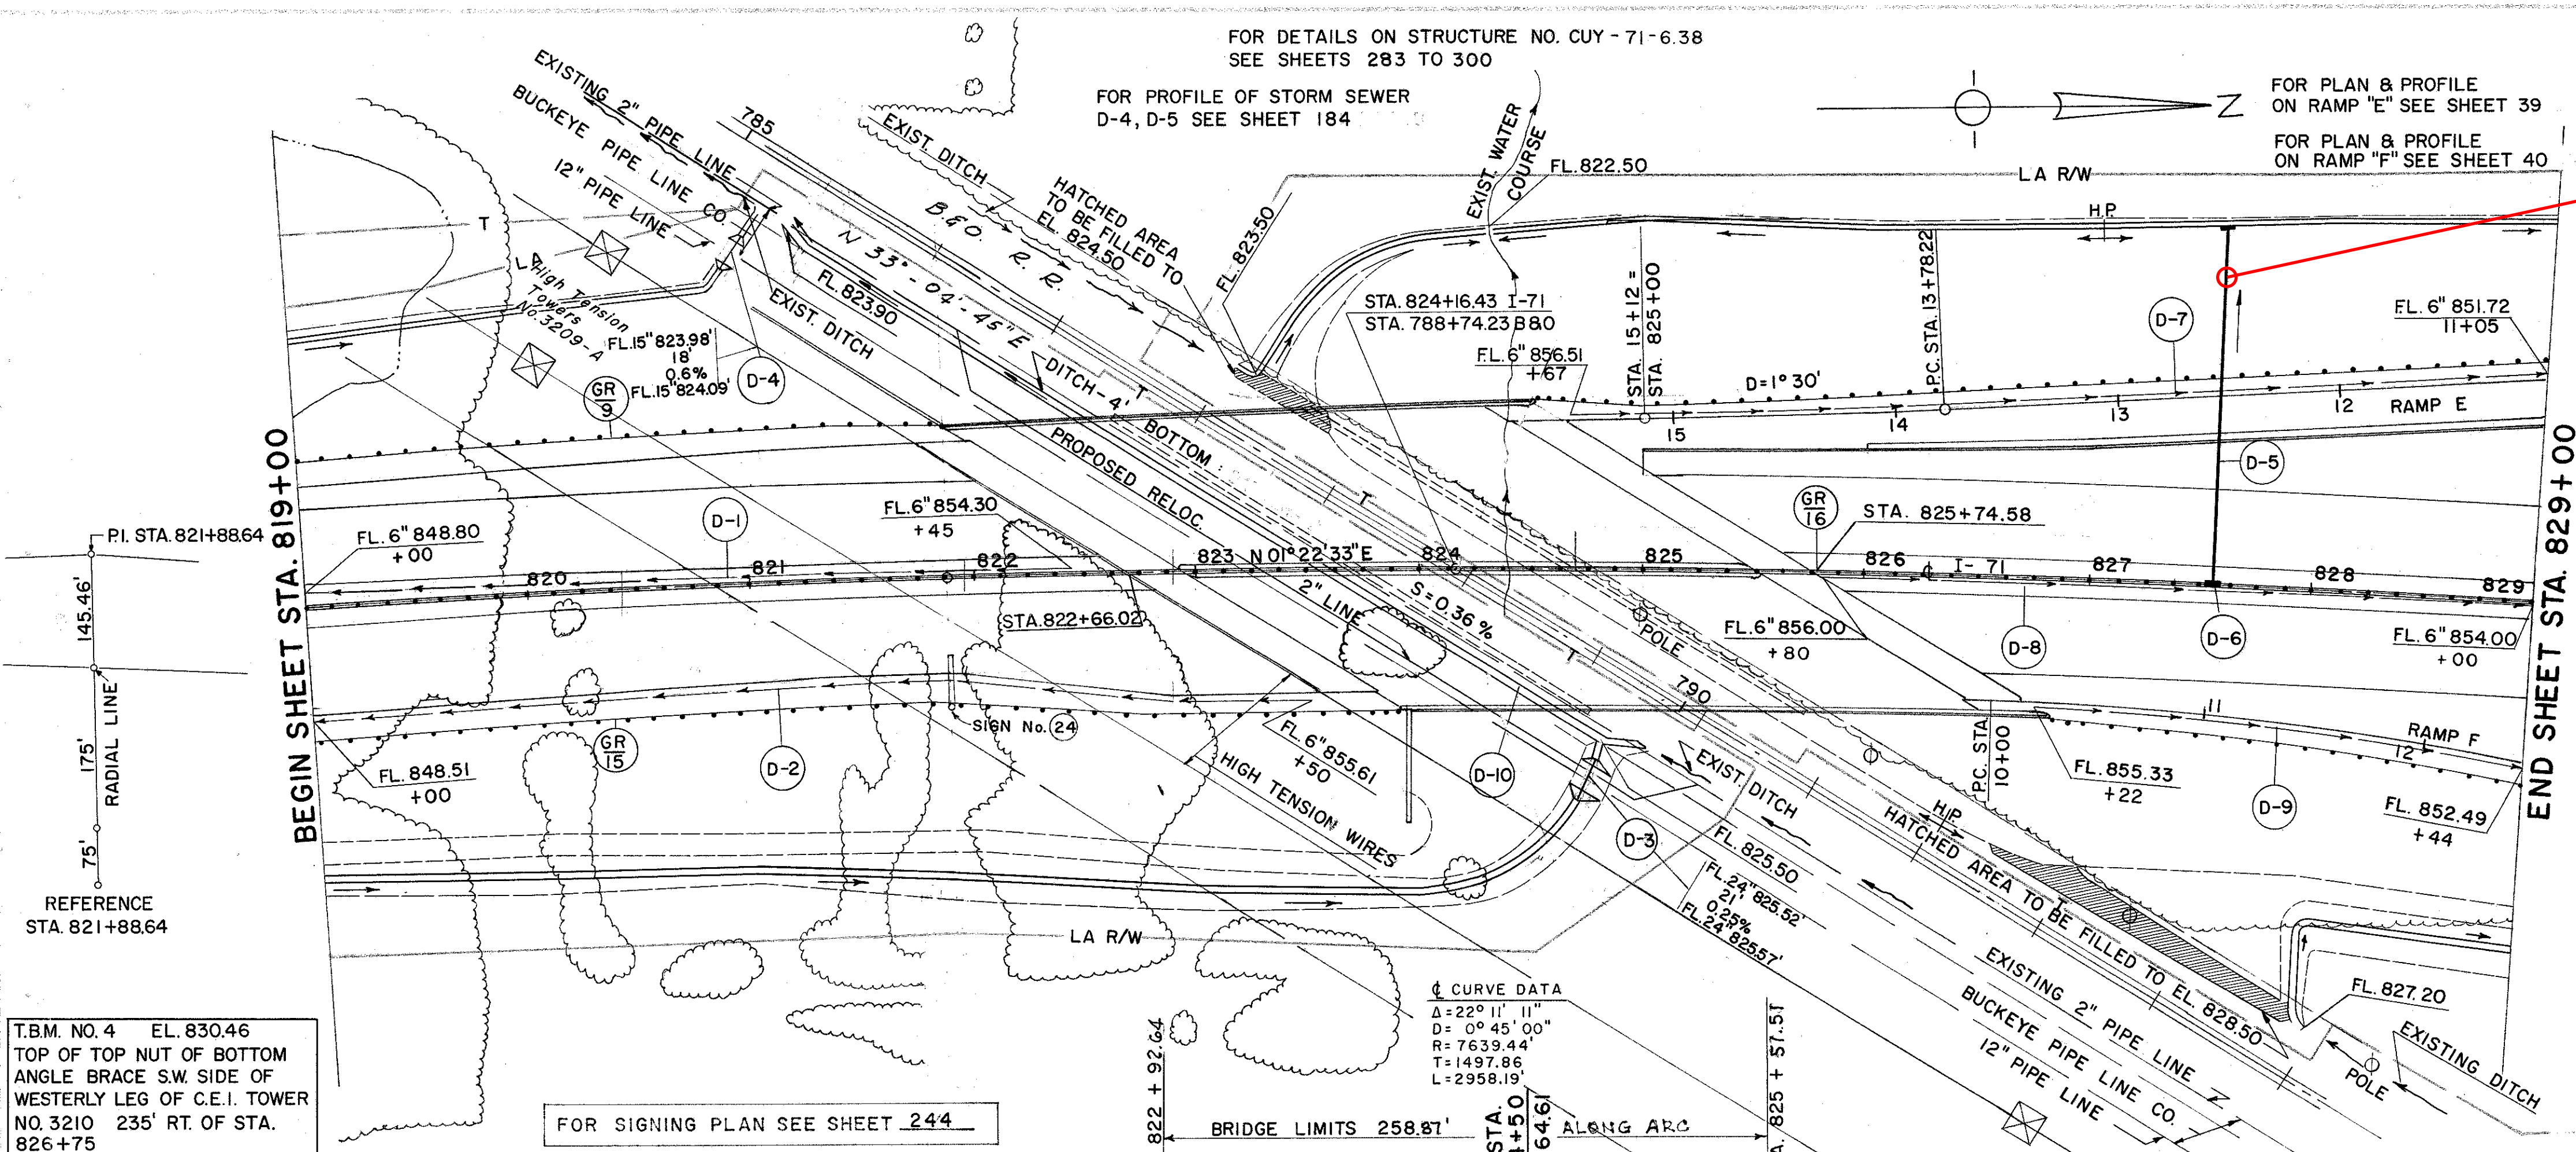 FOR DETAILS ON STRUCTURE NO. CUY-71-6.38
SEE SHEETS 283 TO 300
FOR PROFILE OF STORM SEWER
D-4, D-5 SEE SHEET 184
FOR PLAN & PROFILE
ON RAMP "E" SEE SHEET 39
FOR PLAN & PROFILE
ON RAMP "F" SEE SHEET 40
Z
EXISTING 2" PIPE LINE
BUCKEYE PIPE LINE CO.
12" PIPE LINE
785
EXIST. DITCH
B.&O. R. R.
HATCHED AREA
TO BE FILLED TO
EL. 824.50
FL. 823.50
EXIST. WATER
COURSE
FL. 822.50
LA R/W
H.P.
T
LA
High Tension
Towers
No. 3209-A
N 33° - 04' - 45" E
FL. 823.90
EXIST. DITCH
FL.15" 823.98'
18'
0.6%
FL.15" 824.09'
D-4
GR
9
DITCH-4' BOTTOM
T
STA. 824+16.43 I-71
STA. 788+74.23 B&O
FL. 6" 856.51
+67
STA. 15+12 =
STA. 825+00
D=1°30'
P.C. STA. 13+78.22
D-7
FL. 6" 851.72
11+05
15
14
13
12
RAMP E
D-5
BEGIN SHEET STA. 819+00
END SHEET STA. 829+00
P.I. STA. 821+88.64
145.46'
175'
RADIAL LINE
75'
REFERENCE
STA. 821+88.64
FL. 6" 848.80
+00
D-1
FL. 6" 854.30
+45
PROPOSED RELOC.
2" LINE
T
GR
16
STA. 825+74.58
820
821
822
823
N 01°22'33"E
824
825
826
℄ I-71
827
828
829
STA. 822+66.02
S=0.36%
POLE
T
FL. 6" 856.00
+80
D-8
D-6
FL. 6" 854.00
+00
790
SIGN No. 24
GR
15
D-2
FL. 848.51
+00
FL. 6" 855.61
+50
HIGH TENSION WIRES
D-10
EXIST DITCH
D-3
FL. 825.50
FL. 24" 825.52'
21'
0.25%
FL. 24" 825.57'
P.C. STA.
10+00
11
12
RAMP F
FL. 855.33
+22
D-9
FL. 852.49
+44
H.P.
HATCHED AREA TO BE FILLED TO EL. 828.50
FL. 827.20
EXISTING DITCH
POLE
EXISTING 2" PIPE LINE
BUCKEYE PIPE LINE CO.
12" PIPE LINE
LA R/W
℄ CURVE DATA
Δ=22° 11' 11"
D= 0° 45' 00"
R= 7639.44'
T=1497.86
L=2958.19'
T.B.M. NO. 4 EL. 830.46
TOP OF TOP NUT OF BOTTOM
ANGLE BRACE S.W. SIDE OF
WESTERLY LEG OF C.E.I. TOWER
NO. 3210 235' RT. OF STA.
826+75
FOR SIGNING PLAN SEE SHEET 244
822 + 92.64
BRIDGE LIMITS 258.87' ALONG ARC
STA.
64.61
825 + 57.51